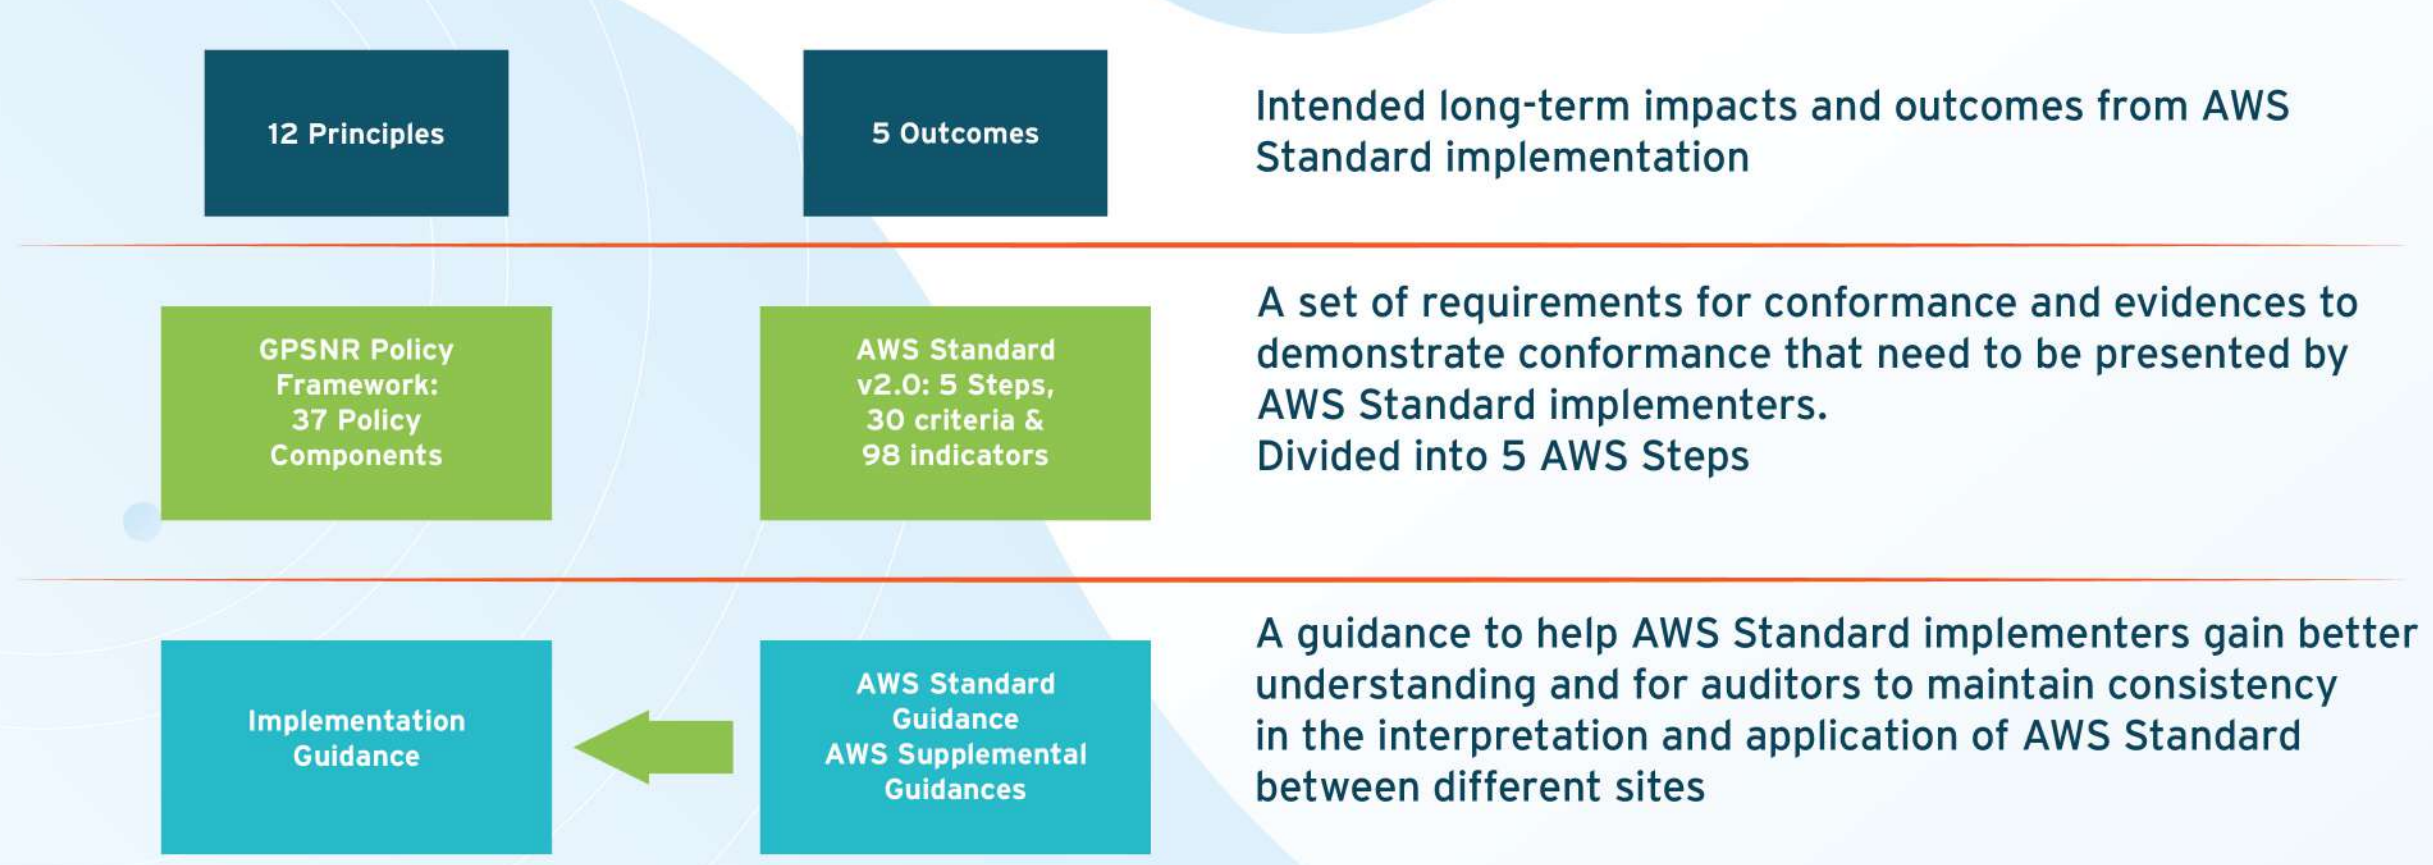 12 Principles
5 Outcomes
Intended long-term impacts and outcomes from AWS
Standard implementation
GPSNR Policy
Framework:
37 Policy
Components
AWS Standard
v2.0: 5 Steps,
30 criteria &
98 indicators
A set of requirements for conformance and evidences to
demonstrate conformance that need to be presented by
AWS Standard implementers.
Divided into 5 AWS Steps
Implementation
Guidance
AWS Standard
Guidance
AWS Supplemental
Guidances
A guidance to help AWS Standard implementers gain better
understanding and for auditors to maintain consistency
in the interpretation and application of AWS Standard
between different sites